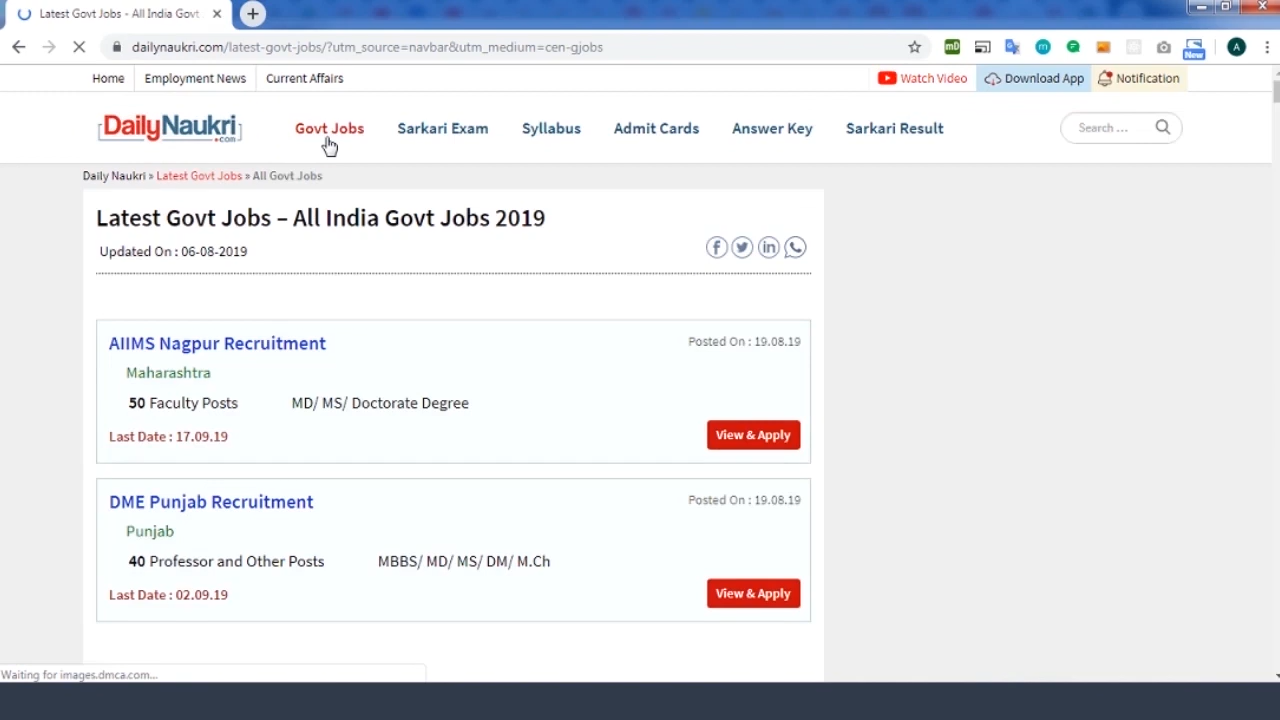 Latest Govt Jobs - All India Govt
dailynaukri.com/latest-govt-jobs/?utm_source=navbar&utm_medium=cen-gjobs
mD
New
A
Home
Employment News
Current Affairs
Watch Video
Download App
Notification
DailyNaukri
.com
Govt Jobs
Sarkari Exam
Syllabus
Admit Cards
Answer Key
Sarkari Result
Search ...
Daily Naukri » Latest Govt Jobs » All Govt Jobs
Latest Govt Jobs – All India Govt Jobs 2019
Updated On : 06-08-2019
AIIMS Nagpur Recruitment
Posted On : 19.08.19
Maharashtra
50 Faculty Posts
MD/ MS/ Doctorate Degree
Last Date : 17.09.19
View & Apply
DME Punjab Recruitment
Posted On : 19.08.19
Punjab
40 Professor and Other Posts
MBBS/ MD/ MS/ DM/ M.Ch
Last Date : 02.09.19
View & Apply
Waiting for images.dmca.com...